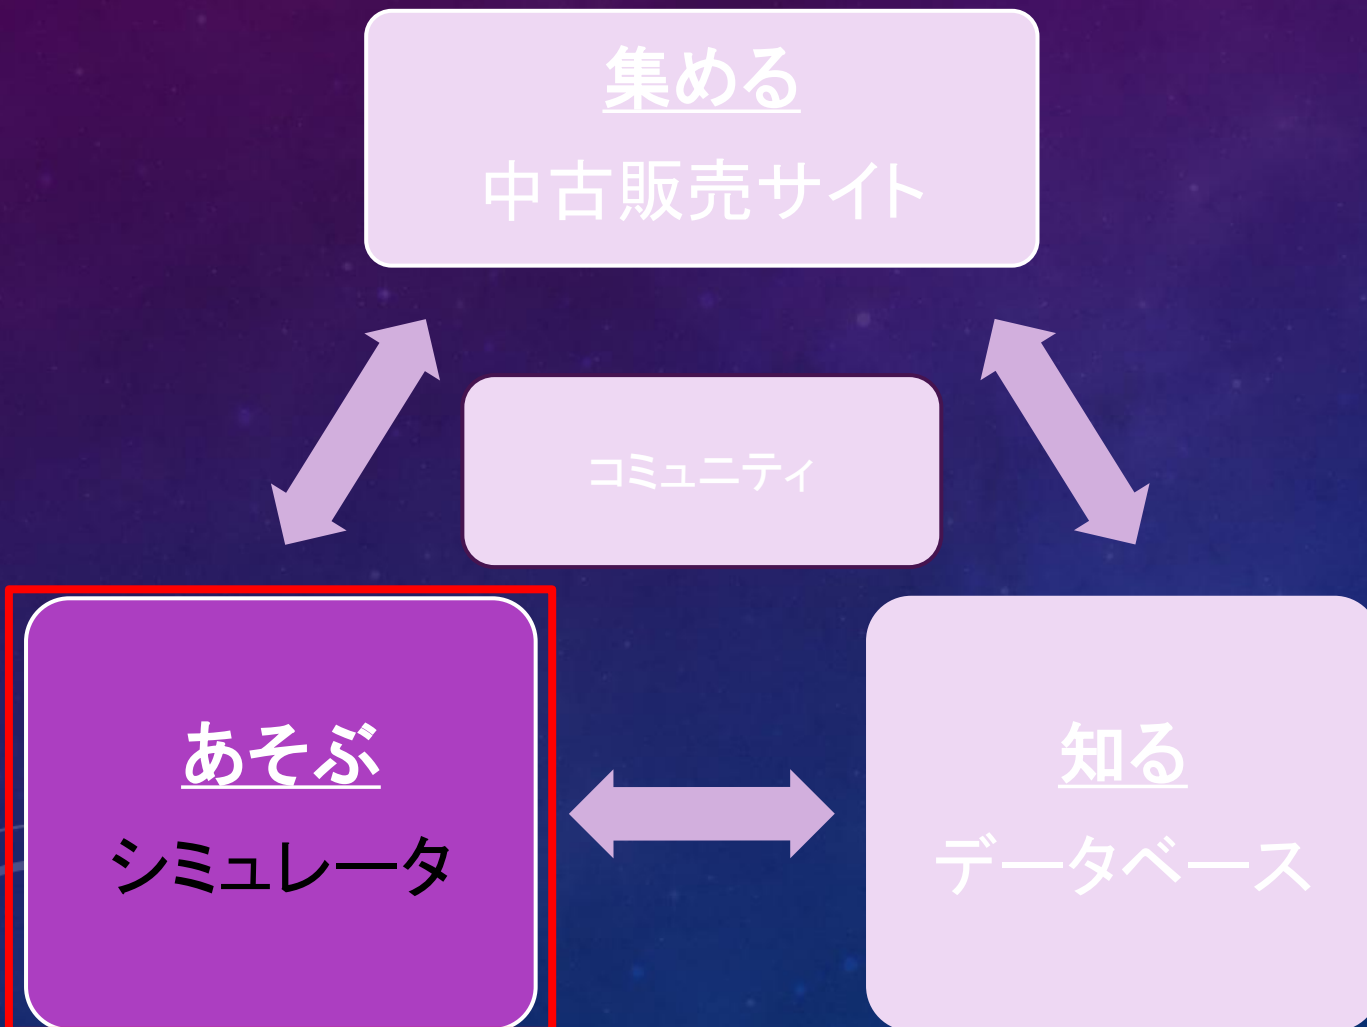 集める
中古販売サイト
コミュニティ
あそぶ
シミュレータ
知る
データベース